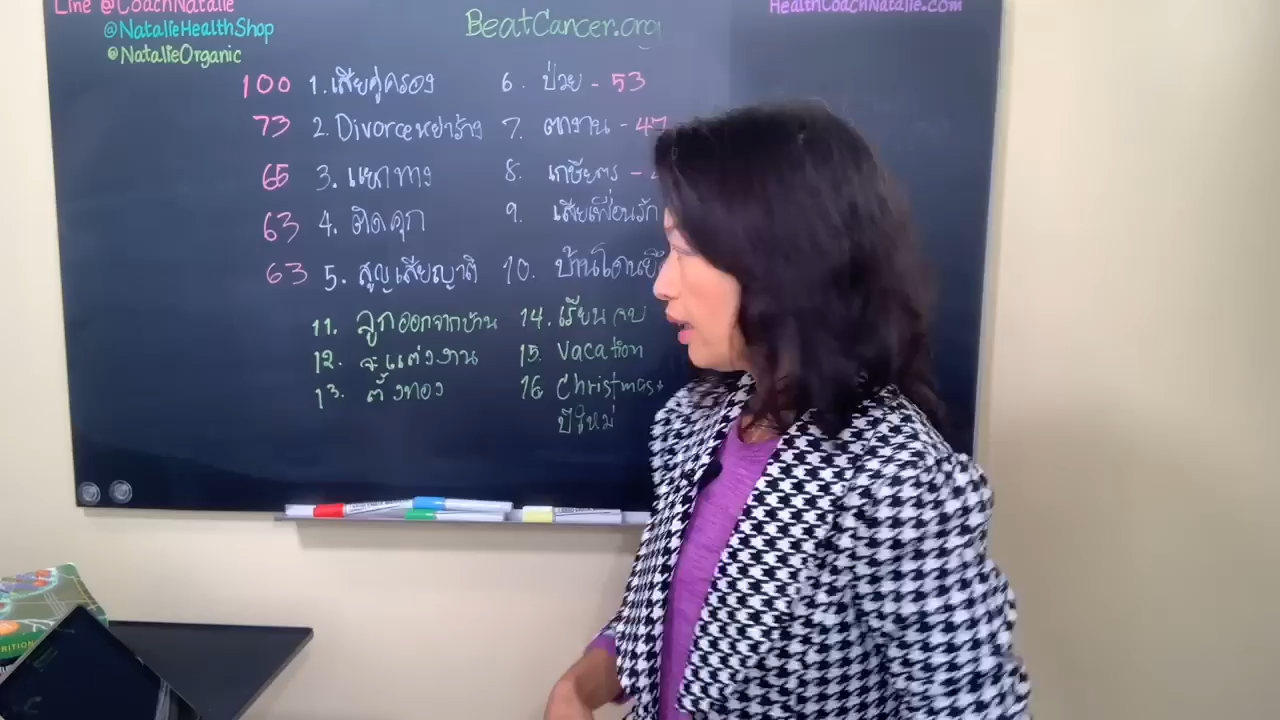 Line @CoachNatalie
@NatalieHealthShop
@NatalieOrganic
BeatCancer.org
HealthCoachNatalie.com
100 1. เสียคู่ครอง
73 2. Divorce หย่าร้าง
65 3. แยกทาง
63 4. ติดคุก
63 5. สูญเสียญาติ
6. ป่วย - 53
7. ตกงาน - 47
8. เกษียตร -
9. เสียเพื่อนรัก
10. บ้านโดนยึ
11. ลูกออกจากบ้าน
12. จะแต่งงาน
13. ตั้งทอง
14. เรียนจบ
15. Vacation
16 Christmas+
ปีใหม่
RITION